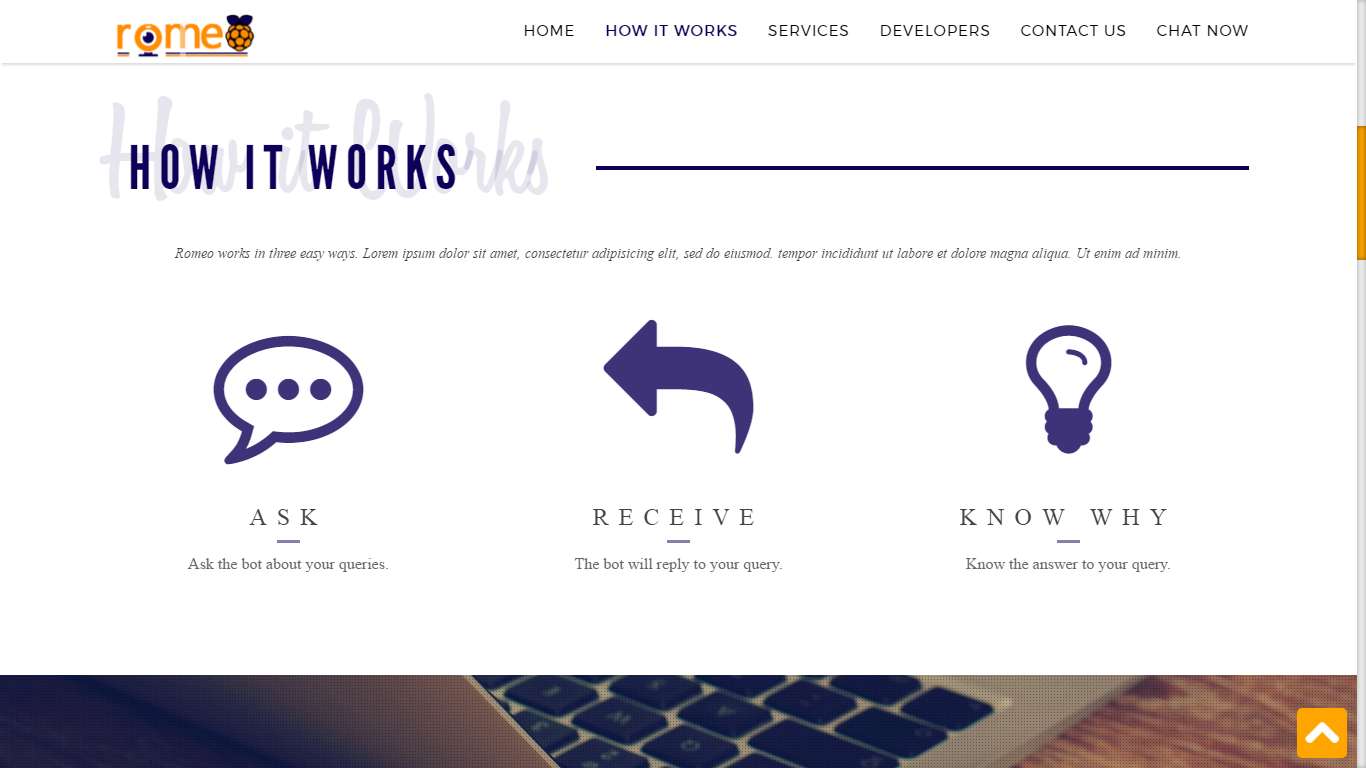 romeo
HOME HOW IT WORKS SERVICES DEVELOPERS CONTACT US CHAT NOW
How it Works
HOW IT WORKS
Romeo works in three easy ways. Lorem ipsum dolor sit amet, consectetur adipisicing elit, sed do eiusmod. tempor incididunt ut labore et dolore magna aliqua. Ut enim ad minim.
ASK
Ask the bot about your queries.
RECEIVE
The bot will reply to your query.
KNOW WHY
Know the answer to your query.